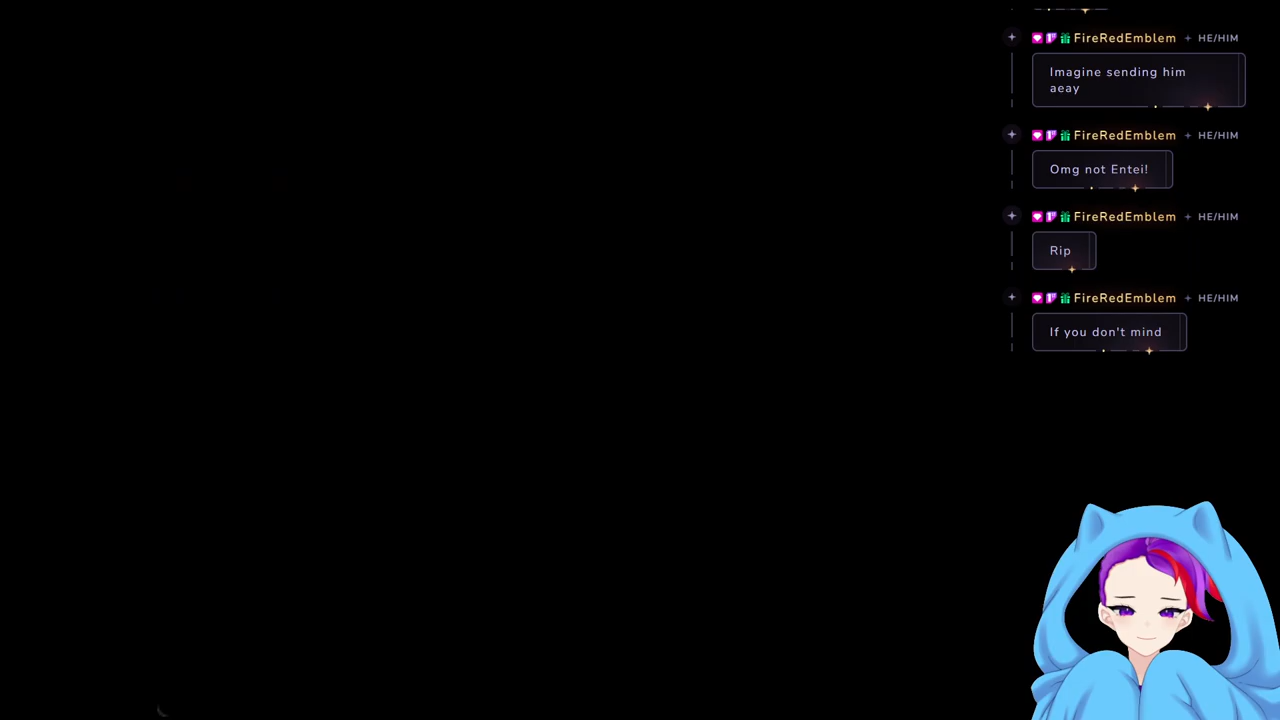 FireRedEmblem HE/HIM
Imagine sending him
aeay
FireRedEmblem HE/HIM
Omg not Entei!
FireRedEmblem HE/HIM
Rip
FireRedEmblem HE/HIM
If you don't mind